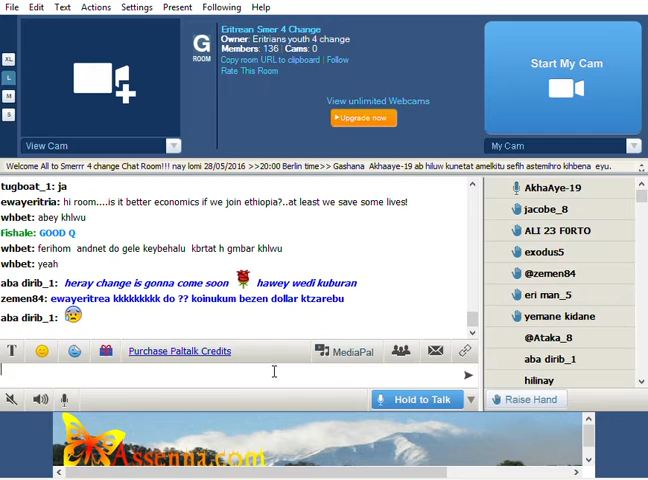 File Edit Text Actions Settings Present Following Help
XL
L
M
S
View Cam
G
ROOM
Eritrean Smer 4 Change
Owner: Eritrians youth 4 change
Members: 136 Cams: 0
Copy room URL to clipboard | Follow
Rate This Room
View unlimited Webcams
Upgrade now
Start My Cam
My Cam
Welcome All to Smerrr 4 change Chat Room!!! nay lomi 28/05/2016 >>20:00 Berlin time>> Gashana Akhaaye-19 ab hiluw kunetat amelkitu sefih astemihro kihbena eyu.
tugboat_1: ja
ewayeritria: hi room....is it better economics if we join ethiopia?..at least we save some lives!
whbet: abey khlwu
Fishale: GOOD Q
whbet: ferihom andnet do gele keybehalu kbrtat h gmbar khlwu
whbet: yeah
aba dirib_1: heray change is gonna come soon hawey wedi kuburan
zemen84: ewayeritrea kkkkkkkkk do ?? koinukum bezen dollar ktzarebu
aba dirib_1:
AkhaAye-19
jacobe_8
ALI 23 F0RTO
exodus5
@zemen84
eri man_5
yemane kidane
@Ataka_8
aba dirib_1
hilinay
T
Purchase Paltalk Credits
MediaPal
Hold to Talk
Raise Hand
Assenna.com